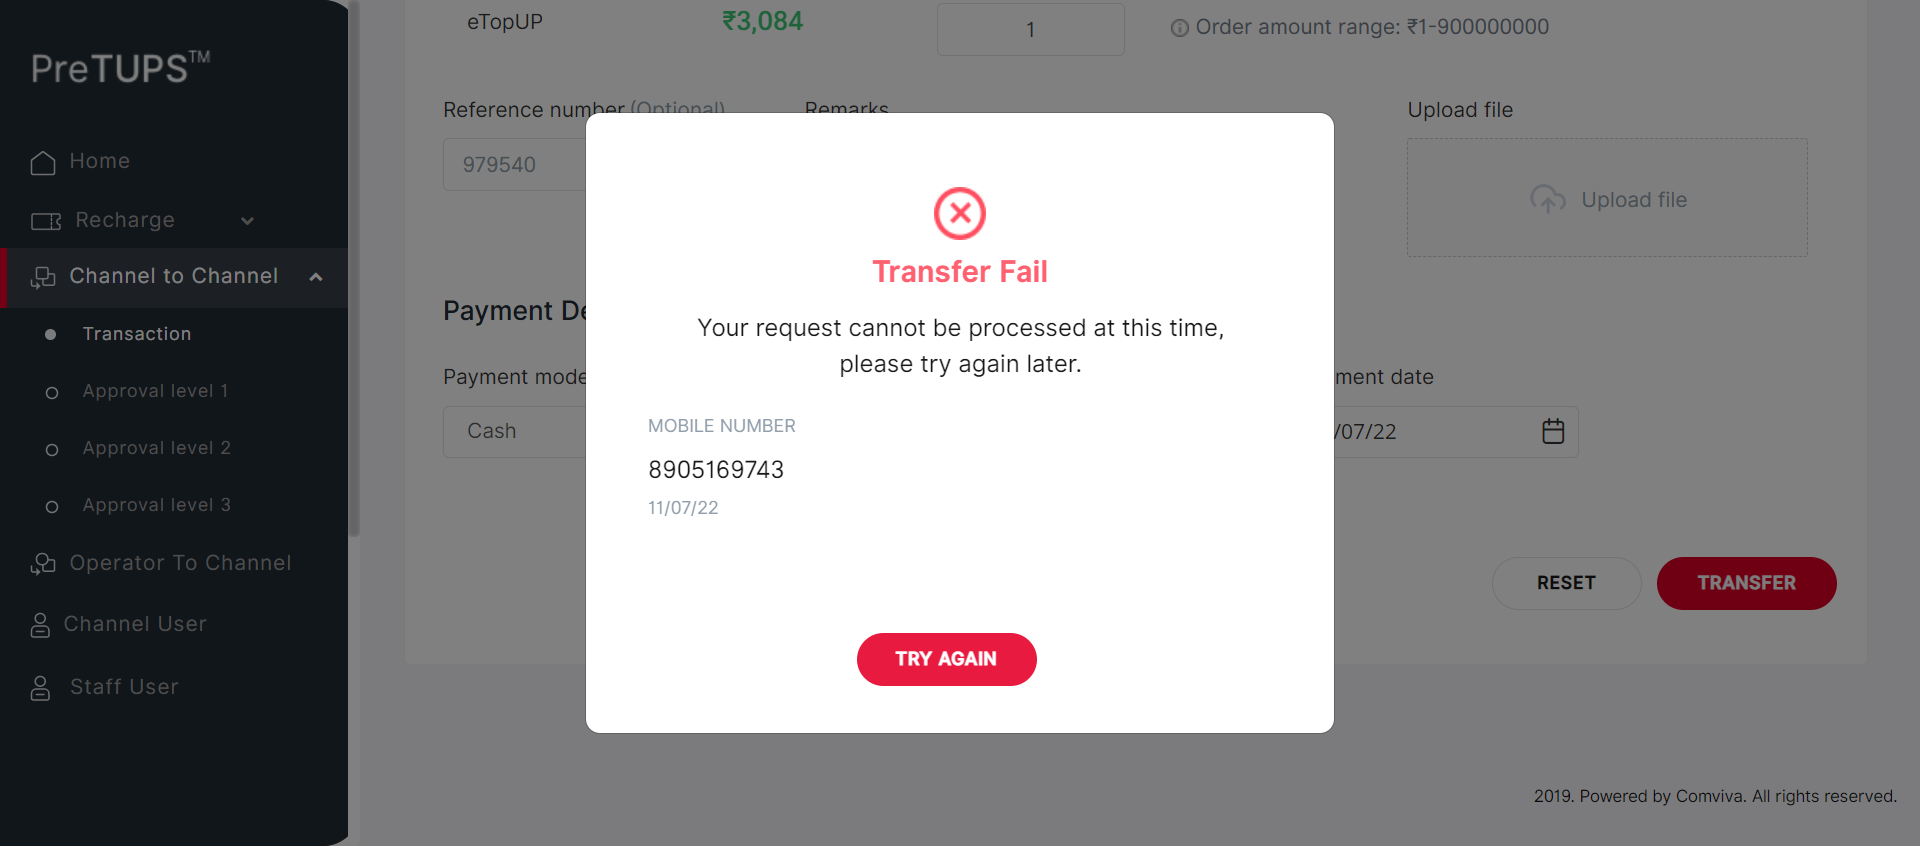 PreTUPS™
Home
Recharge
Channel to Channel
Transaction
Approval level 1
Approval level 2
Approval level 3
Operator To Channel
Channel User
Staff User
eTopUP
₹3,084
1
Order amount range: ₹1-900000000
Reference number (Optional)
Remarks
Upload file
979540
Upload file
Payment De
Payment mode
ment date
Cash
/07/22
RESET
TRANSFER
Transfer Fail
Your request cannot be processed at this time,
please try again later.
MOBILE NUMBER
8905169743
11/07/22
TRY AGAIN
2019. Powered by Comviva. All rights reserved.